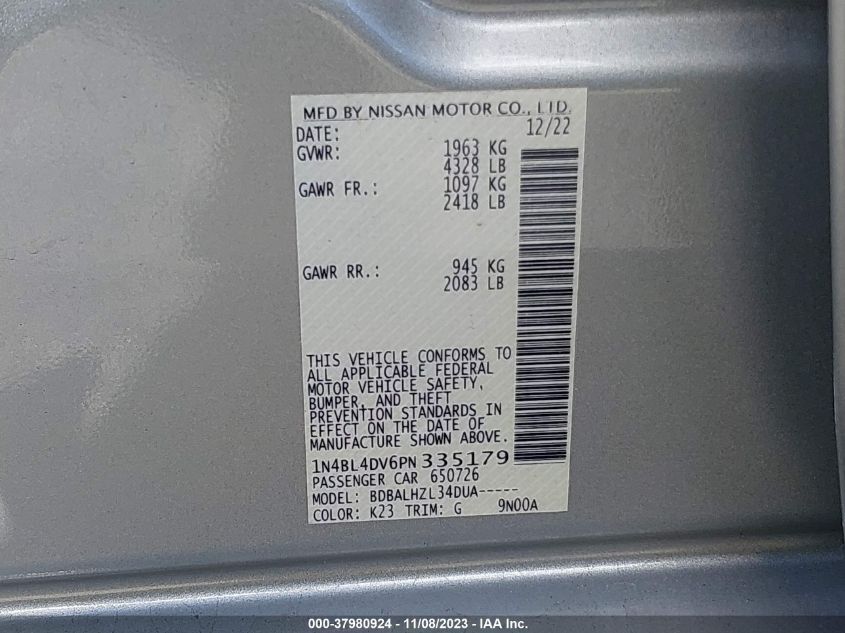 MFD BY NISSAN MOTOR CO., LTD.
DATE: 12/22
GVWR: 1963 KG
4328 LB
GAWR FR.: 1097 KG
2418 LB
GAWR RR.: 945 KG
2083 LB
THIS VEHICLE CONFORMS TO
ALL APPLICABLE FEDERAL
MOTOR VEHICLE SAFETY,
BUMPER, AND THEFT
PREVENTION STANDARDS IN
EFFECT ON THE DATE OF
MANUFACTURE SHOWN ABOVE.
1N4BL4DV6PN335179
PASSENGER CAR 650726
MODEL: BDBALHZL34DUA-----
COLOR: K23 TRIM: G 9N00A
000-37980924 - 11/08/2023 - IAA Inc.